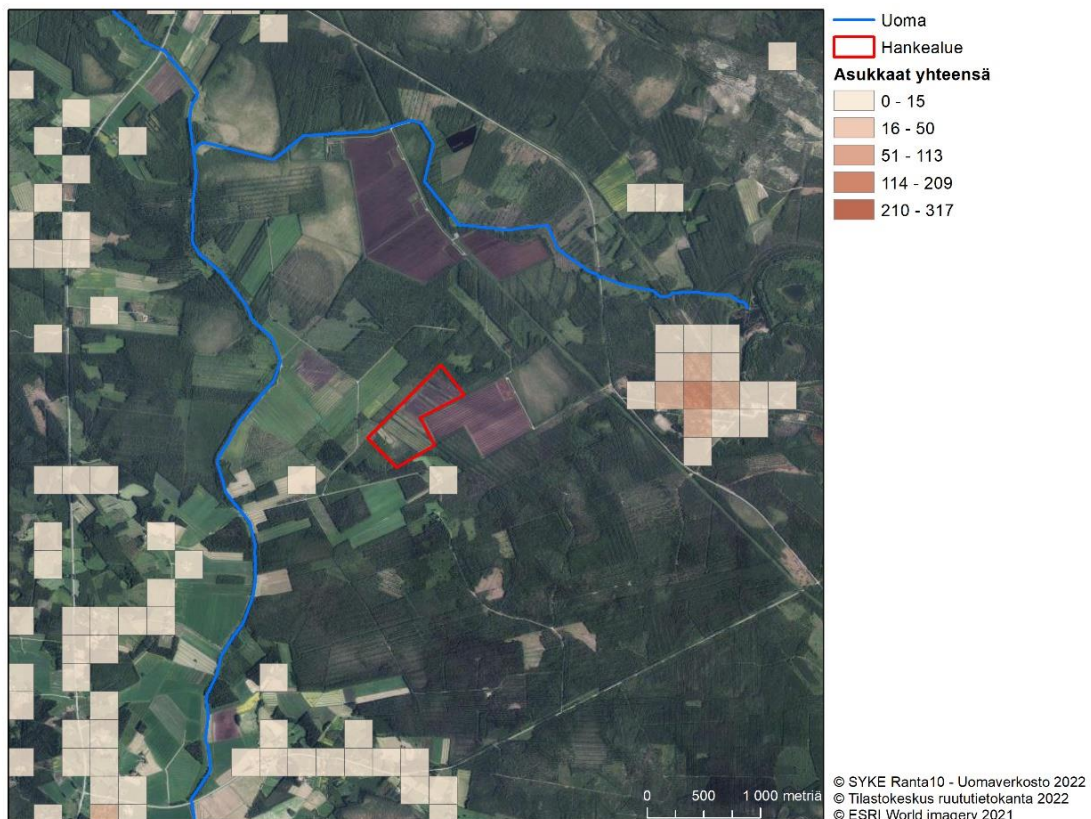 Uoma
Hankealue
Asukkaat yhteensä
0 - 15
16 - 50
51 - 113
114 - 209
210 - 317
0 500 1 000 metriä
© SYKE Ranta10 - Uomaverkosto 2022
© Tilastokeskus ruututietokanta 2022
© ESRI World imagery 2021